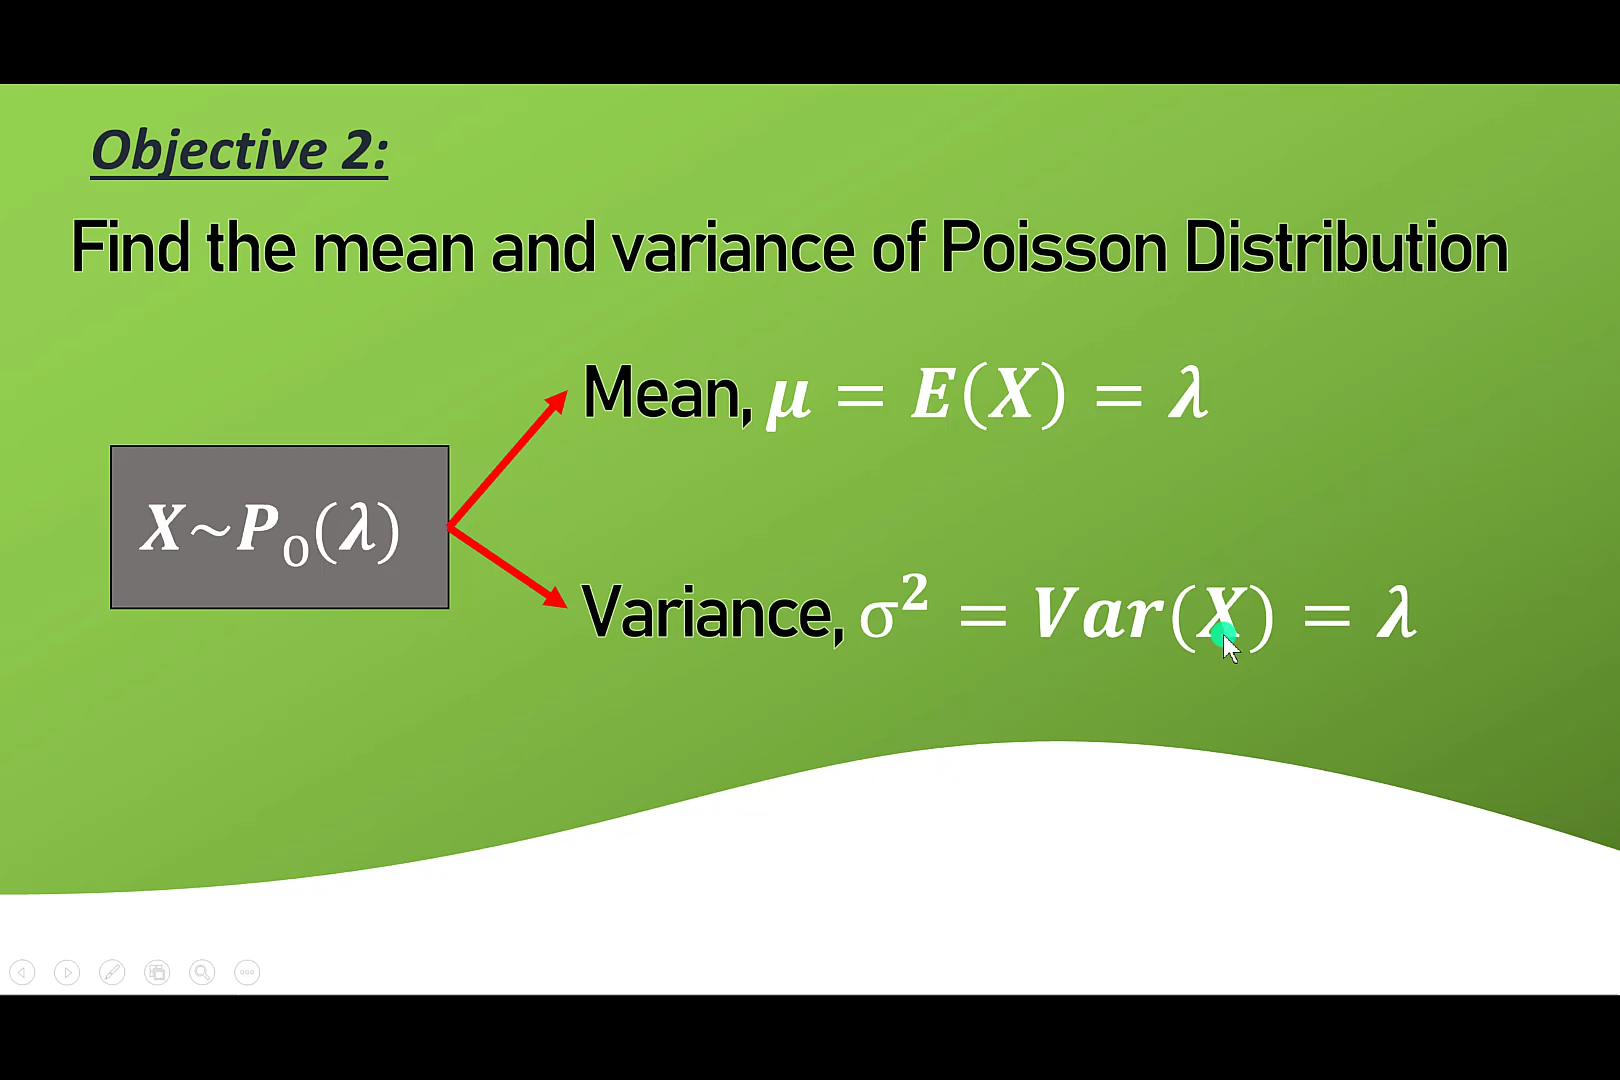 Objective 2:
Find the mean and variance of Poisson Distribution
Mean, μ = E(X) = λ
X~P₀(λ)
Variance, σ² = Var(X) = λ